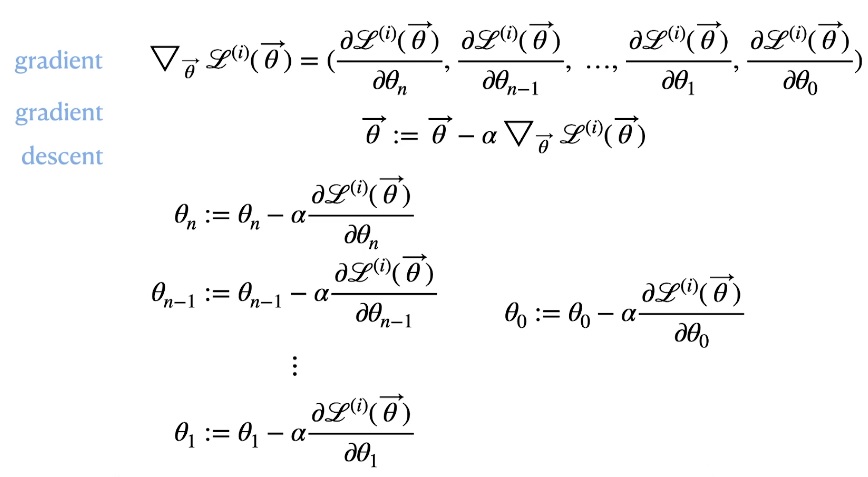 gradient ∇_θ⃗ ℒ^(i)(θ⃗) = (∂ℒ^(i)(θ⃗)/∂θ_n, ∂ℒ^(i)(θ⃗)/∂θ_{n−1}, …, ∂ℒ^(i)(θ⃗)/∂θ_1, ∂ℒ^(i)(θ⃗)/∂θ_0)
gradient
descent
θ⃗ := θ⃗ − α ∇_θ⃗ ℒ^(i)(θ⃗)
θ_n := θ_n − α ∂ℒ^(i)(θ⃗)/∂θ_n
θ_{n−1} := θ_{n−1} − α ∂ℒ^(i)(θ⃗)/∂θ_{n−1}
θ_0 := θ_0 − α ∂ℒ^(i)(θ⃗)/∂θ_0
⋮
θ_1 := θ_1 − α ∂ℒ^(i)(θ⃗)/∂θ_1